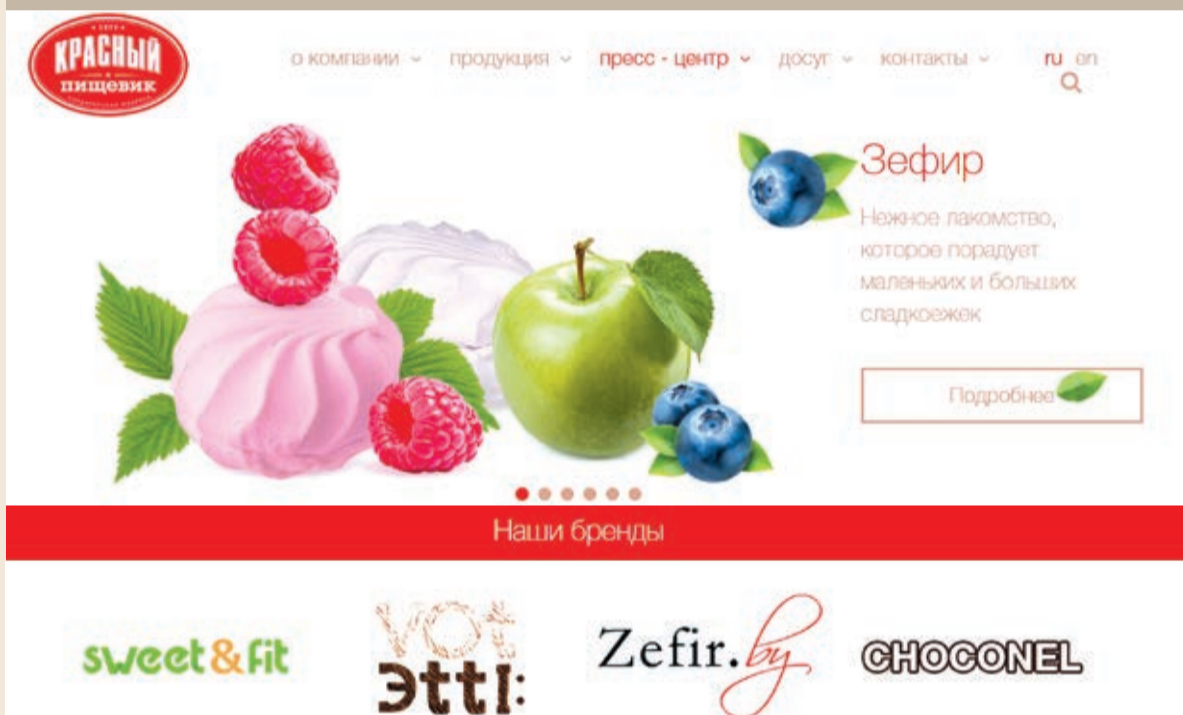 КРАСНЫЙ
ПИЩЕВИК
о компании
продукция
пресс - центр
досуг
контакты
ru en
Зефир
Нежное лакомство,
которое порадует
маленьких и больших
сладкоежек
Подробнее
Наши бренды
sweet&fit
vot
этті:
Zefir.by
CHOCONEL